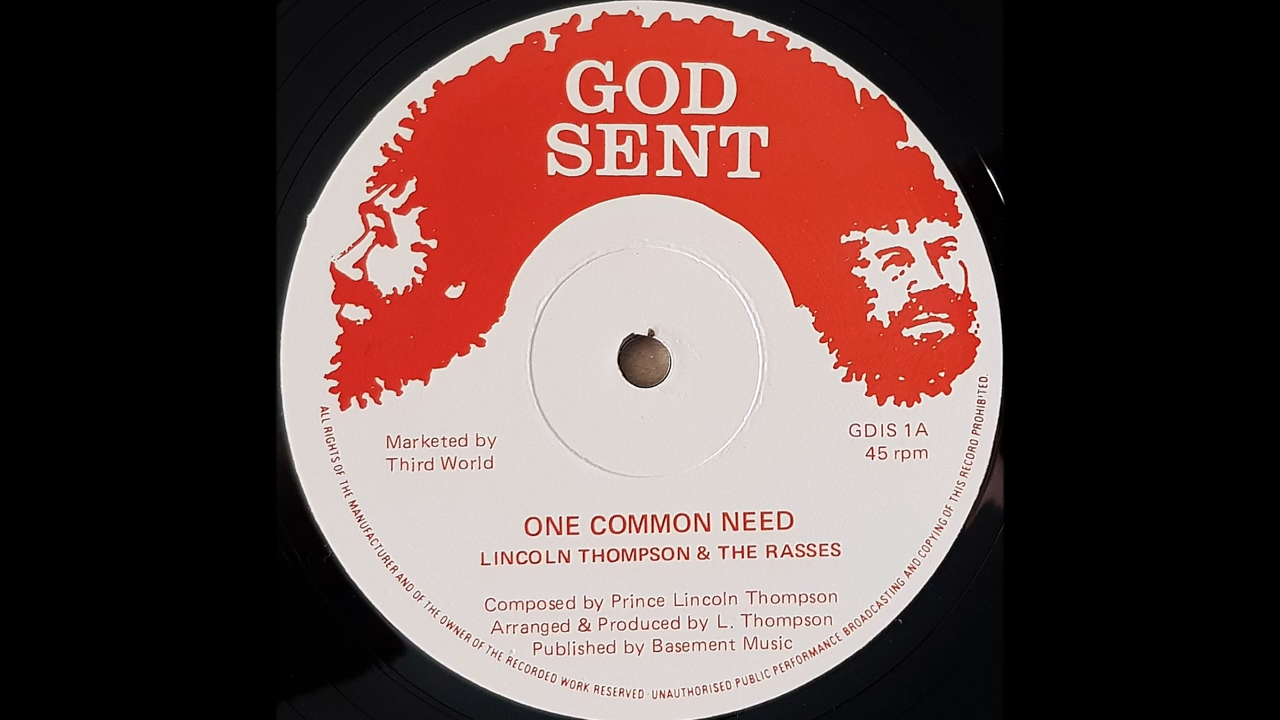 GOD
SENT
Marketed by
Third World
GDIS 1A
45 rpm
ONE COMMON NEED
LINCOLN THOMPSON & THE RASSES
Composed by Prince Lincoln Thompson
Arranged & Produced by L. Thompson
Published by Basement Music
ALL RIGHTS OF THE MANUFACTURER AND OF THE OWNER OF THE RECORDED WORK RESERVED · UNAUTHORISED PUBLIC PERFORMANCE BROADCASTING AND COPYING OF THIS RECORD PROHIBITED.